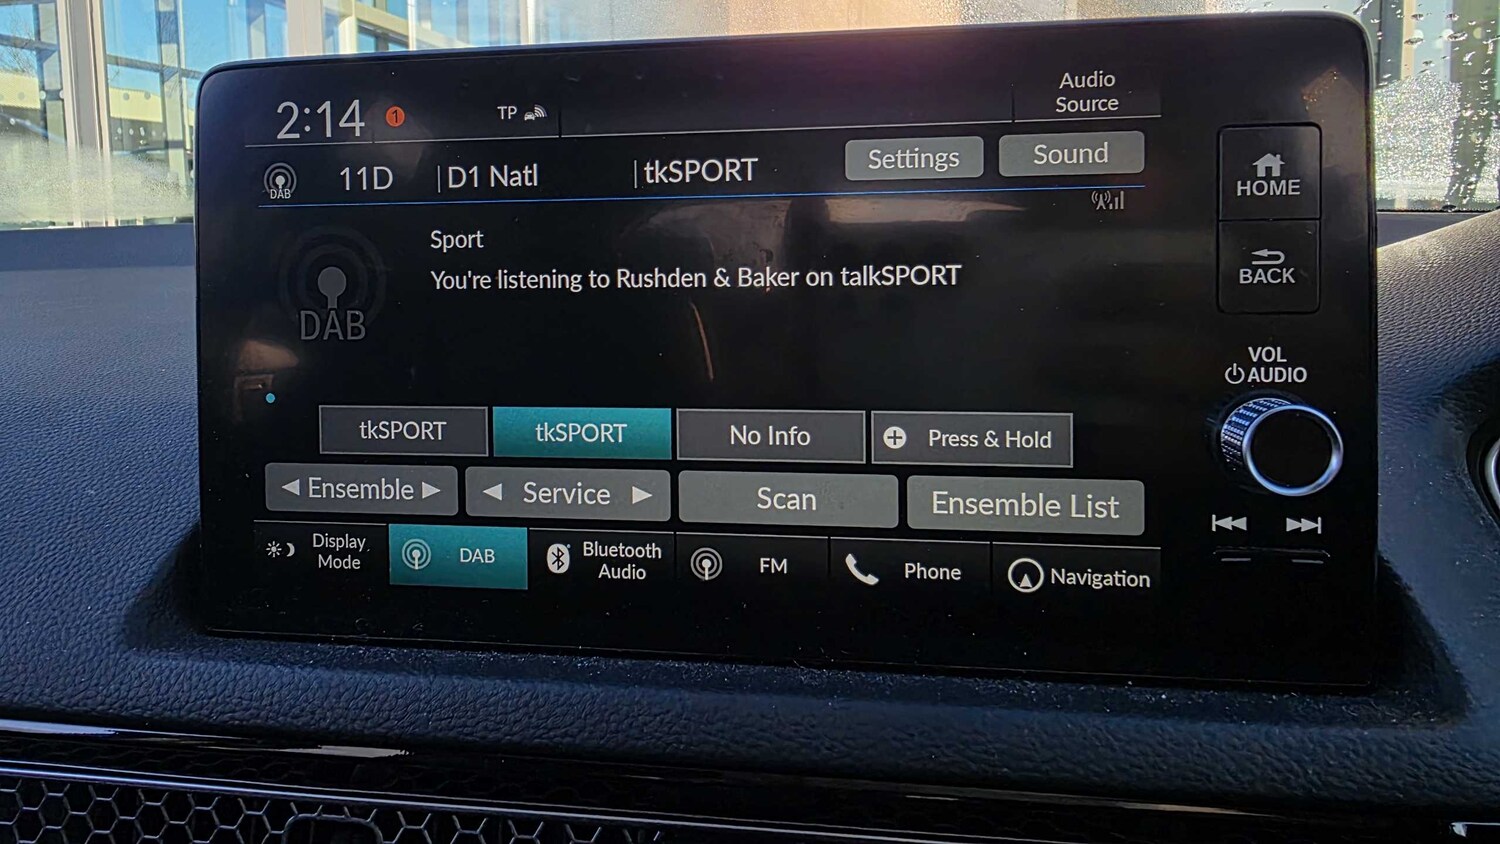 2:14 1 TP
Audio
Source
DAB 11D D1 Natl tkSPORT Settings Sound
HOME
Sport
You're listening to Rushden & Baker on talkSPORT
DAB
BACK
VOL
AUDIO
tkSPORT tkSPORT No Info Press & Hold
Ensemble Service Scan Ensemble List
Display
Mode
DAB
Bluetooth
Audio
FM
Phone
Navigation